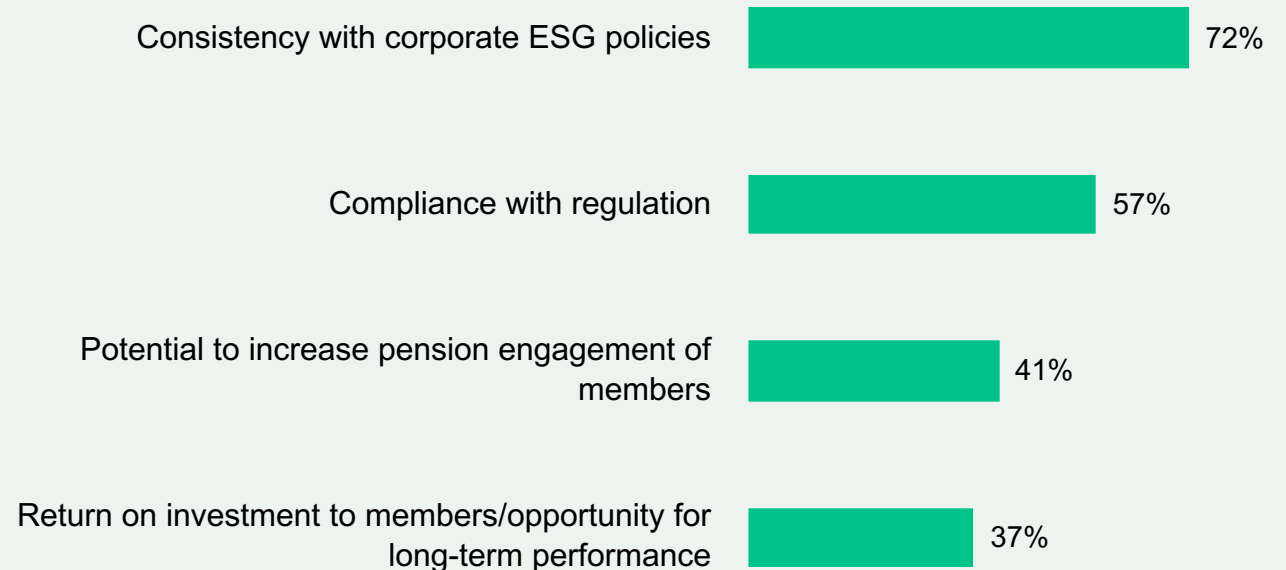 Consistency with corporate ESG policies
72%
Compliance with regulation
57%
Potential to increase pension engagement of
members
41%
Return on investment to members/opportunity for
long-term performance
37%